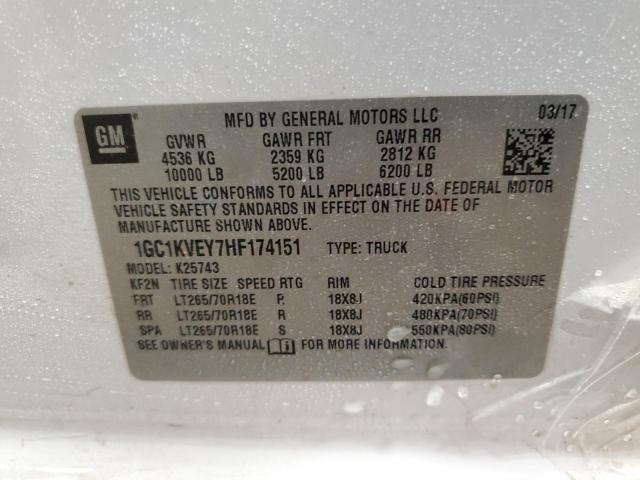 GM
MFD BY GENERAL MOTORS LLC 03/17
GVWR GAWR FRT GAWR RR
4536 KG 2359 KG 2812 KG
10000 LB 5200 LB 6200 LB
THIS VEHICLE CONFORMS TO ALL APPLICABLE U.S. FEDERAL MOTOR
VEHICLE SAFETY STANDARDS IN EFFECT ON THE DATE OF
MANUFACTURE SHOWN ABOVE.
1GC1KVEY7HF174151 TYPE: TRUCK
MODEL: K25743
KF2N TIRE SIZE SPEED RTG RIM COLD TIRE PRESSURE
FRT LT265/70R18E R 18X8J 420KPA(60PSI)
RR LT265/70R18E R 18X8J 480KPA(70PSI)
SPA LT265/70R18E S 18X8J 550KPA(80PSI)
SEE OWNER'S MANUAL FOR MORE INFORMATION.